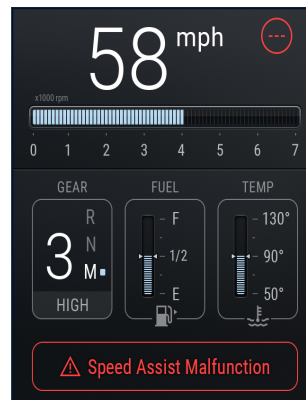 58 mph ---
x1000 rpm
0 1 2 3 4 5 6 7
GEAR FUEL TEMP
R F 130°
3 N 1/2 90°
M E 50°
HIGH
Speed Assist Malfunction